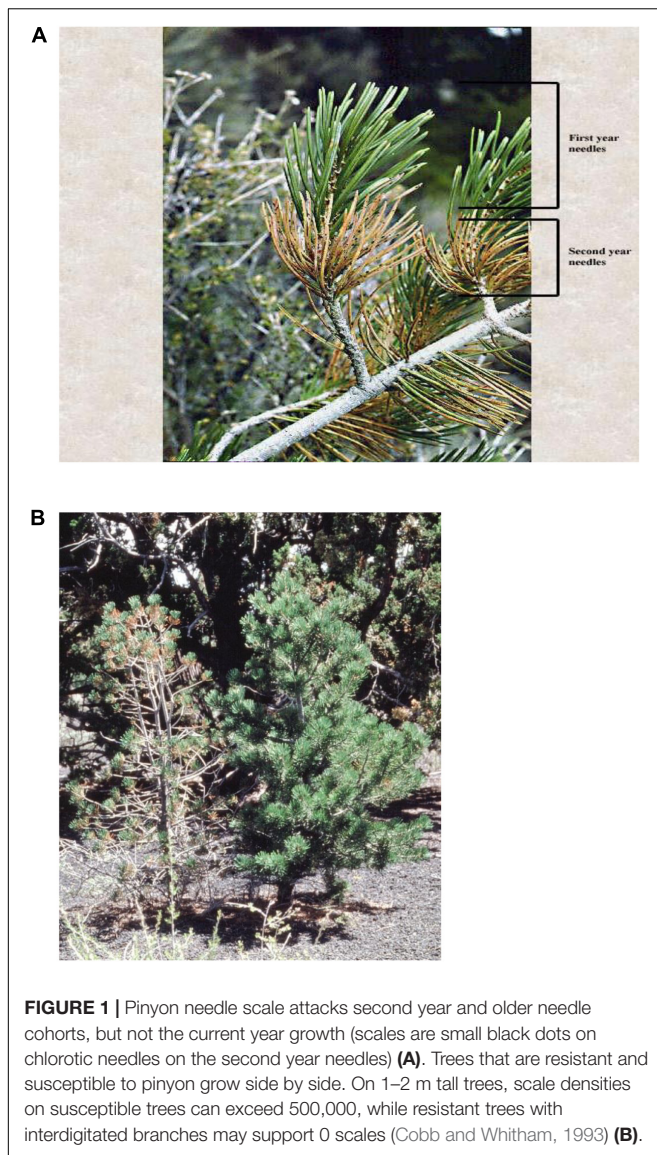 A
First year
needles
Second year
needles
B
FIGURE 1 | Pinyon needle scale attacks second year and older needle
cohorts, but not the current year growth (scales are small black dots on
chlorotic needles on the second year needles) (A). Trees that are resistant and
susceptible to pinyon grow side by side. On 1–2 m tall trees, scale densities
on susceptible trees can exceed 500,000, while resistant trees with
interdigitated branches may support 0 scales (Cobb and Whitham, 1993) (B).